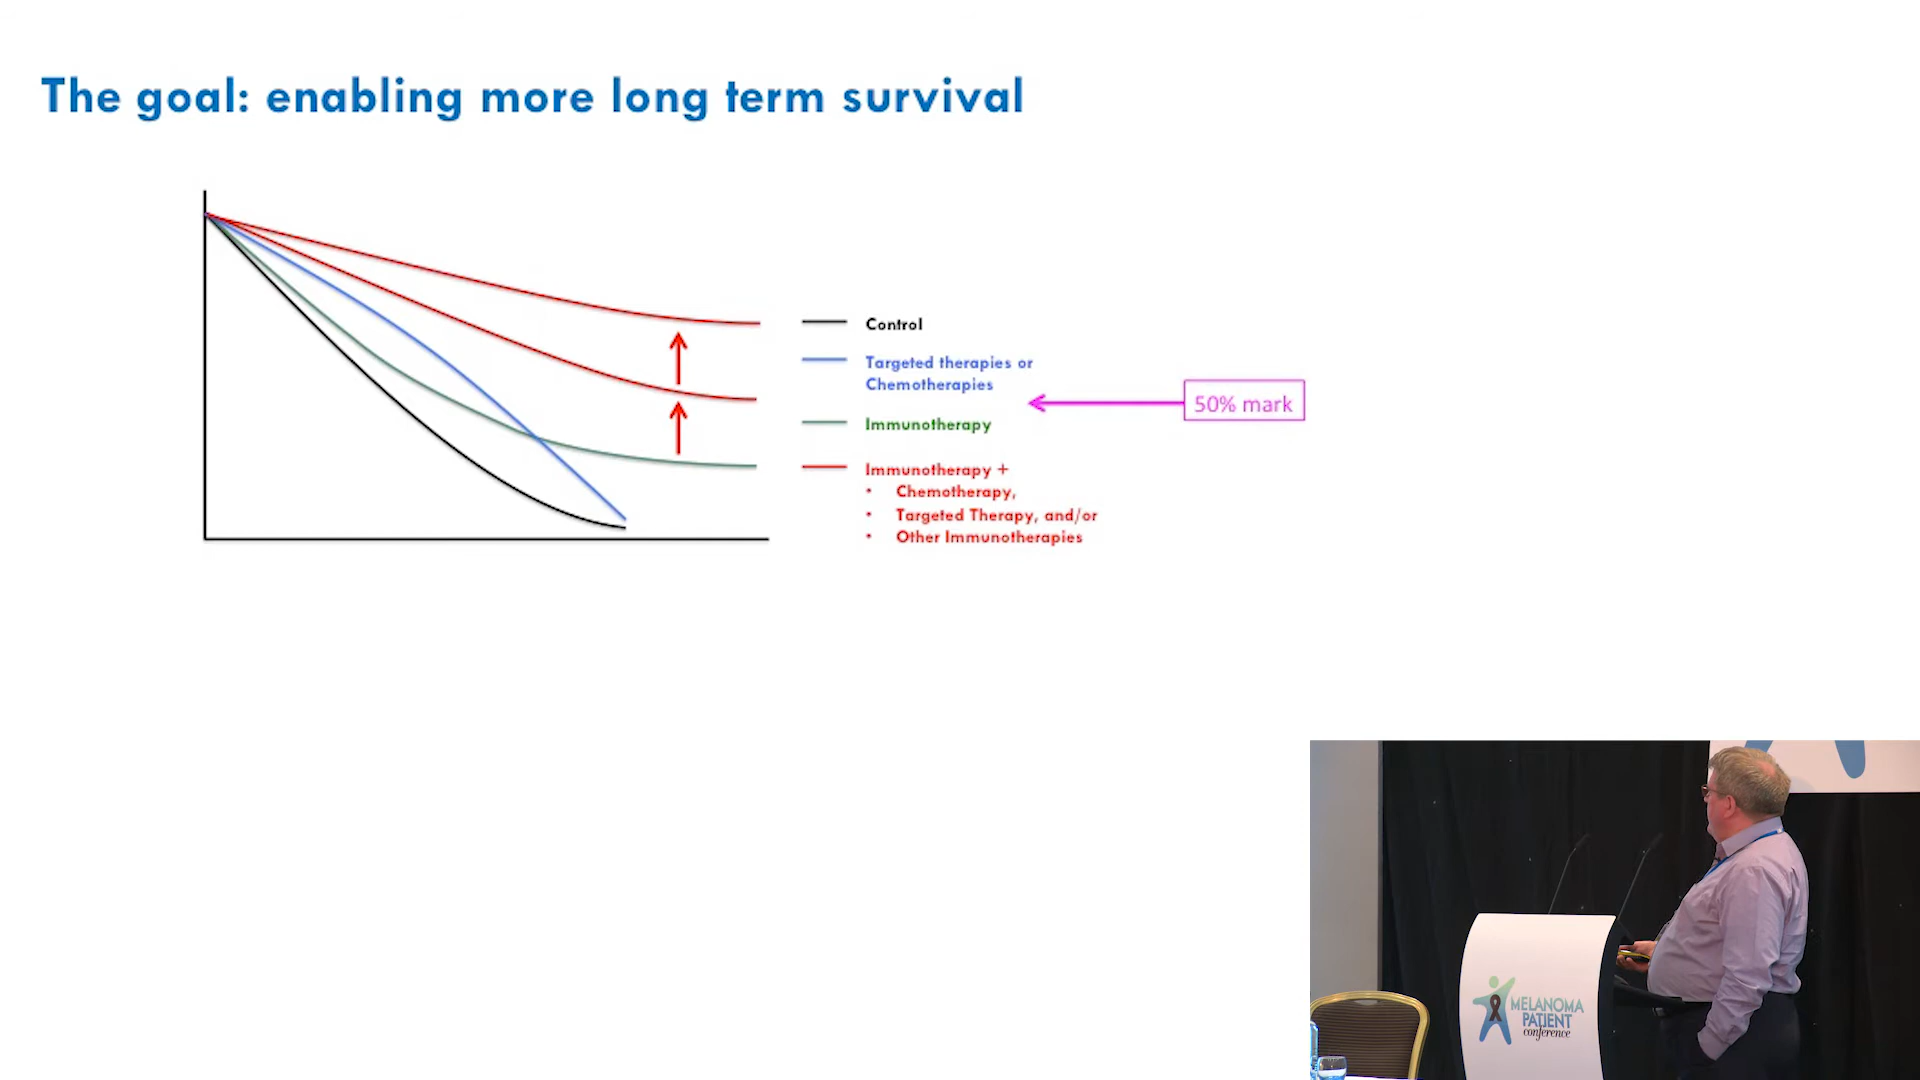 The goal: enabling more long term survival
Control
Targeted therapies or
Chemotherapies
50% mark
Immunotherapy
Immunotherapy +
• Chemotherapy,
• Targeted Therapy, and/or
• Other Immunotherapies
MELANOMA
PATIENT
conference